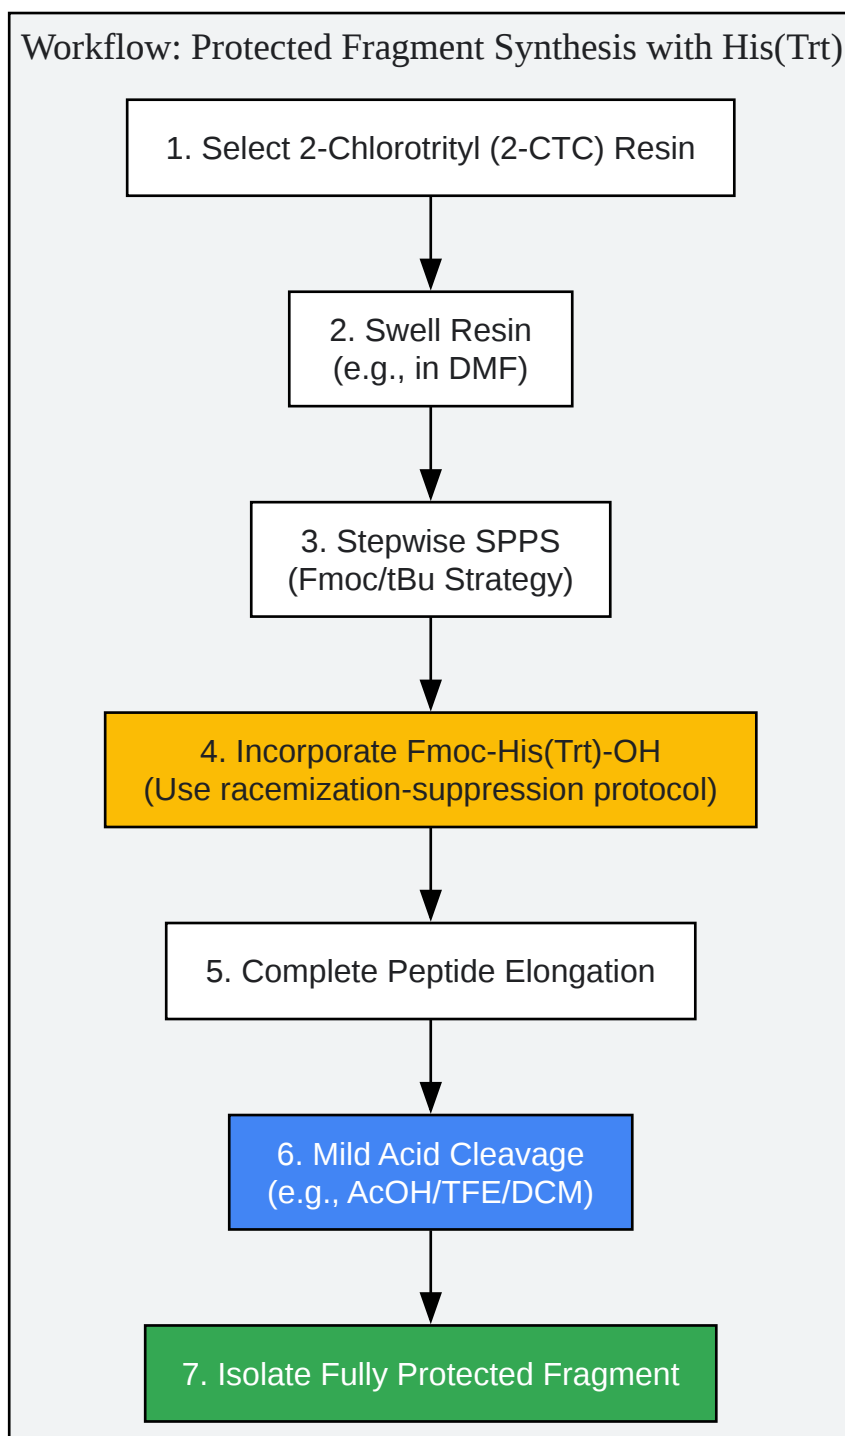 Workflow: Protected Fragment Synthesis with His(Trt)
1. Select 2-Chlorotrityl (2-CTC) Resin
2. Swell Resin
(e.g., in DMF)
3. Stepwise SPPS
(Fmoc/tBu Strategy)
4. Incorporate Fmoc-His(Trt)-OH
(Use racemization-suppression protocol)
5. Complete Peptide Elongation
6. Mild Acid Cleavage
(e.g., AcOH/TFE/DCM)
7. Isolate Fully Protected Fragment